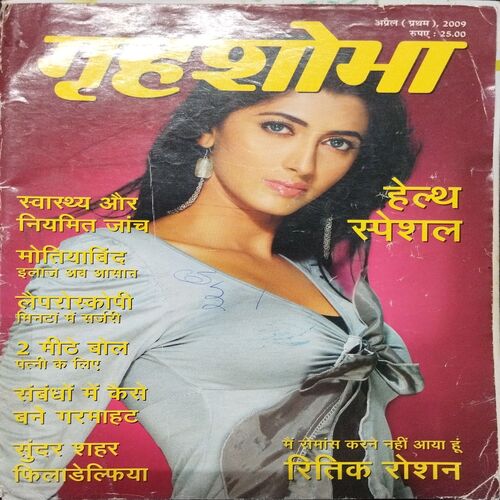 अप्रैल ( प्रथम ), 2009
रुपए : 25.00
गृहशोभा
स्वास्थ्य और
नियमित जांच
हेल्थ
स्पेशल
मोतियाबिंद
इलाज अब आसान
लैपरोस्कोपी
मिनटों में सर्जरी
2 मीठे बोल
पत्नी के लिए
संबंधों में कैसे
बने गरमाहट
सुंदर शहर
फिलाडेल्फिया
मैं रोमांस करने नहीं आया हूं
रितिक रोशन